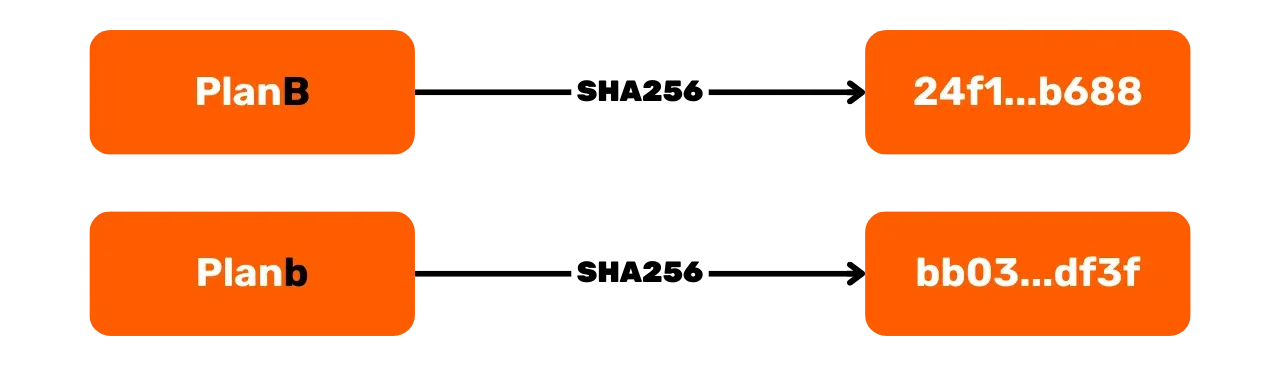 PlanB SHA256 24f1...b688
Planb SHA256 bb03...df3f